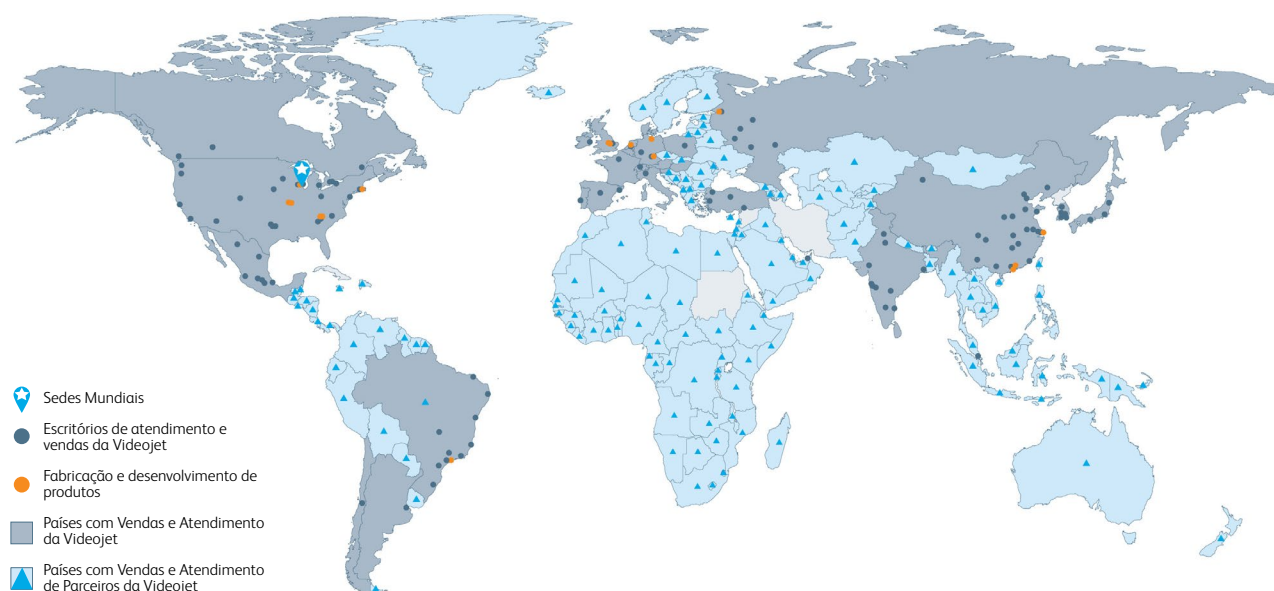 Sedes Mundiais
Escritórios de atendimento e
vendas da Videojet
Fabricação e desenvolvimento de
produtos
Países com Vendas e Atendimento
da Videojet
Países com Vendas e Atendimento
de Parceiros da Videojet